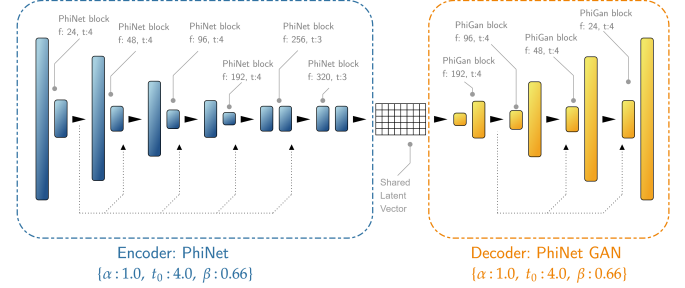 PhiNet block
f: 24, t:4
PhiNet block
f: 48, t:4
PhiNet block
f: 96, t:4
PhiNet block
f: 192, t:4
PhiNet block
f: 256, t:3
PhiNet block
f: 320, t:3
Shared
Latent
Vector
PhiGan block
f: 192, t:4
PhiGan block
f: 96, t:4
PhiGan block
f: 48, t:4
PhiGan block
f: 24, t:4
Encoder: PhiNet
{α : 1.0, t₀ : 4.0, β : 0.66}
Decoder: PhiNet GAN
{α : 1.0, t₀ : 4.0, β : 0.66}